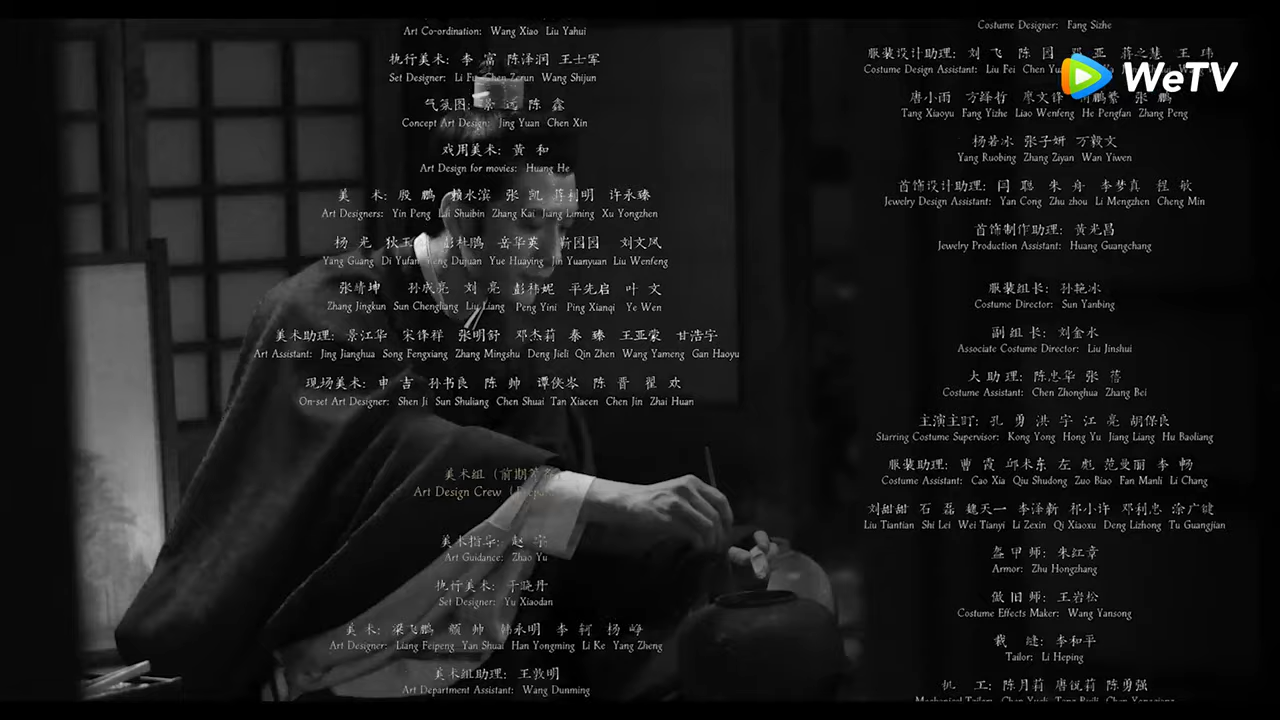 Art Co-ordination: Wang Xiao Liu Yahui
执行美术: 李 富 陈泽润 王士军
Set Designer: Li Fu Chen Zerun Wang Shijun
气氛图: 景 远 陈 鑫
Concept Art Design: Jing Yuan Chen Xin
戏用美术: 黄 和
Art Design for movies: Huang He
美 术: 殷 鹏 赖水滨 张 凯 蒋利明 许永臻
Art Designers: Yin Peng Lai Shuibin Zhang Kai Jiang Liming Xu Yongzhen
杨 光 狄玉 彭杜鹃 岳华英 靳园园 刘文凤
Yang Guang Di Yufan Peng Dujuan Yue Huaying Jin Yuanyuan Liu Wenfeng
张婧坤 孙成亮 刘 亮 彭祎妮 平先启 叶 文
Zhang Jingkun Sun Chengliang Liu Liang Peng Yini Ping Xianqi Ye Wen
美术助理: 景江华 宋锋祥 张明舒 邓杰莉 秦 臻 王亚蒙 甘浩宇
Art Assistant: Jing Jianghua Song Fengxiang Zhang Mingshu Deng Jieli Qin Zhen Wang Yameng Gan Haoyu
现场美术: 申 吉 孙书良 陈 帅 谭侠岑 陈 晋 翟 欢
On-set Art Designer: Shen Ji Sun Shuliang Chen Shuai Tan Xiacen Chen Jin Zhai Huan
美术组（前期筹备
Art Design Crew
美术指导: 赵 宇
Art Guidance: Zhao Yu
执行美术: 于晓丹
Set Designer: Yu Xiaodan
美 术: 梁飞鹏 颜 帅 韩永明 李 轲 杨 峥
Art Designer: Liang Feipeng Yan Shuai Han Yongming Li Ke Yang Zheng
美术组助理: 王敦明
Art Department Assistant: Wang Dunming
Costume Designer: Fang Sizhe
服装设计助理: 刘 飞 陈 园 亚 蒋之慧 王 玮
Costume Design Assistant: Liu Fei Chen
WeTV
唐小雨 方绎哲 廖文锋 张 鹏
Tang Xiaoyu Fang Yizhe Liao Wenfeng He Pengfan Zhang Peng
杨若冰 张子妍 万毅文
Yang Ruobing Zhang Ziyan Wan Yiwen
首饰设计助理: 闫 聪 朱 舟 李梦真 程 敏
Jewelry Design Assistant: Yan Cong Zhu zhou Li Mengzhen Cheng Min
首饰制作助理: 黄光昌
Jewelry Production Assistant: Huang Guangchang
服装组长: 孙艳冰
Costume Director: Sun Yanbing
副 组 长: 刘金水
Associate Costume Director: Liu Jinshui
大 助 理: 陈忠华 张 蓓
Costume Assistant: Chen Zhonghua Zhang Bei
主演主盯: 孔 勇 洪 宇 江 亮 胡保良
Starring Costume Supervisor: Kong Yong Hong Yu Jiang Liang Hu Baoliang
服装助理: 曹 霞 邱术东 左 彪 范曼丽 李 畅
Costume Assistant: Cao Xia Qiu Shudong Zuo Biao Fan Manli Li Chang
刘甜甜 石 磊 魏天一 李泽新 祁小许 邓利忠 涂广健
Liu Tiantian Shi Lei Wei Tianyi Li Zexin Qi Xiaoxu Deng Lizhong Tu Guangjian
盔 甲 师: 朱红章
Armor: Zhu Hongzhang
做 旧 师: 王岩松
Costume Effects Maker: Wang Yansong
裁 缝: 李和平
Tailor: Li Heping
机 工: 陈月莉 唐锐莉 陈勇强